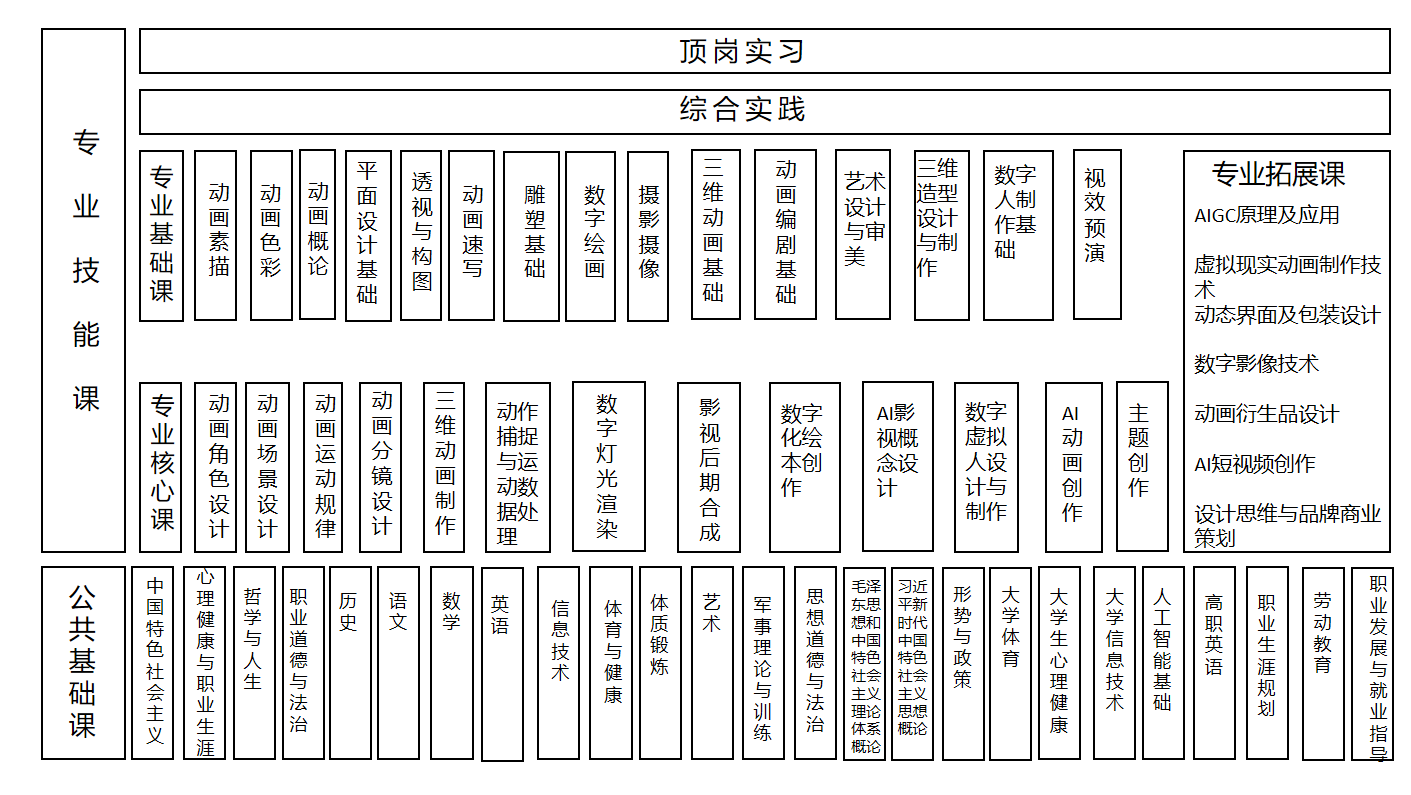 专业技能课
顶岗实习
综合实践
专业基础课
动画素描
动画色彩
动画概论
平面设计基础
透视与构图
动画速写
雕塑基础
数字绘画
摄影摄像
三维动画基础
动画编剧基础
艺术
设计
与审
美
三维
造型
设计
与制
作
数字
人制
作基
础
视效预演
专业拓展课
AIGC原理及应用
虚拟现实动画制作技
术
动态界面及包装设计
数字影像技术
动画衍生品设计
AI短视频创作
设计思维与品牌商业
策划
专业核心课
动画角色设计
动画场景设计
动画运动规律
动画分镜设计
三维动画制作
动作
捕捉
与运
动数
据处
理
数字灯光渲染
影视后期合成
数字
化绘
本创
作
AI影
视概
念设
计
数字
虚拟
人设
计与
制作
AI
动
画
创
作
主题创作
公共基础课
中国特色社会主义
心理健康与职业生涯
哲学与人生
职业道德与法治
历史
语文
数学
英语
信息技术
体育与健康
体质锻炼
艺术
军事理论与训练
思想道德与法治
毛泽
东思
想和
中国
特色
社会
主义
理论
体系
概论
习近
平新
时代
中国
特色
社会
主义
思想
概论
形势与政策
大学体育
大学生心理健康
大学信息技术
人工智能基础
高职英语
职业生涯规划
劳动教育
职业发展与就业指导